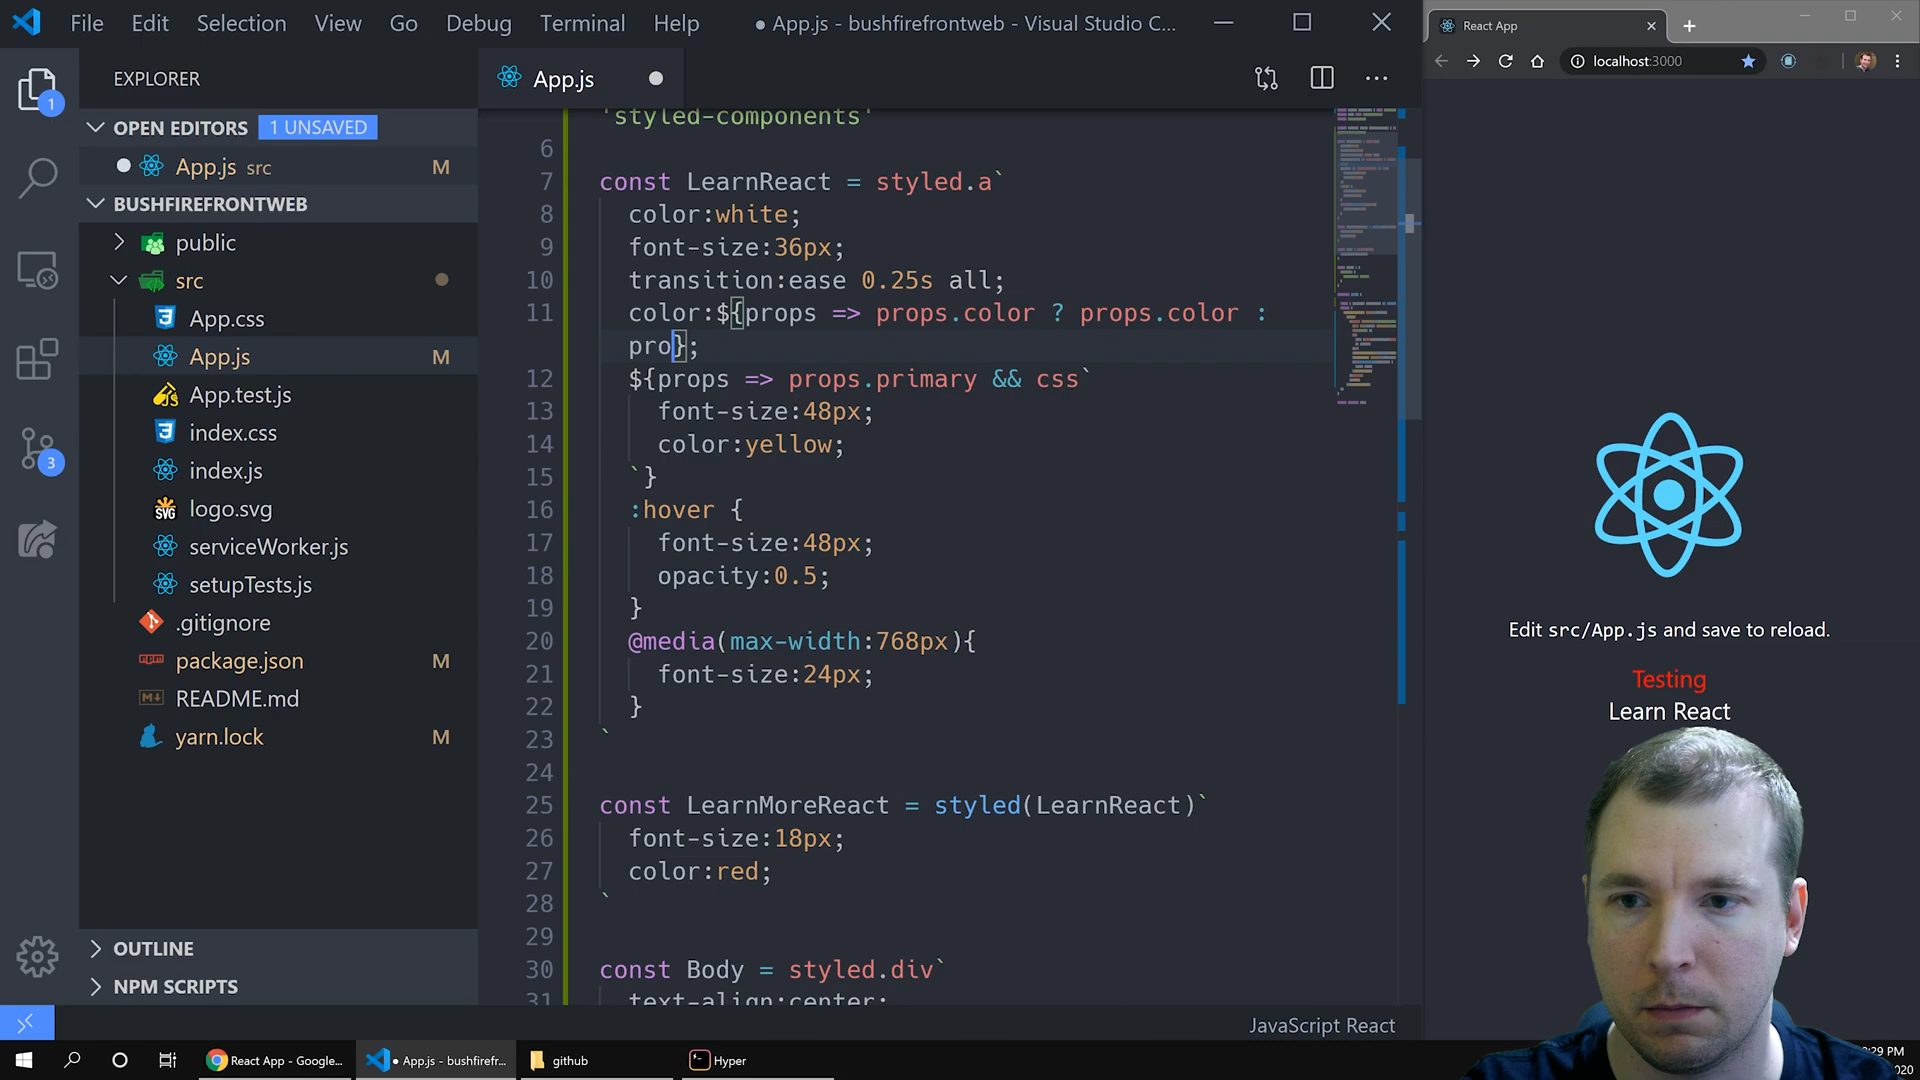 File Edit Selection View Go Debug Terminal Help ● App.js - bushfirefrontweb - Visual Studio C...
React App
localhost:3000
EXPLORER
App.js
OPEN EDITORS 1 UNSAVED
App.js src M
BUSHFIREFRONTWEB
public
src
App.css
App.js M
App.test.js
index.css
index.js
logo.svg
serviceWorker.js
setupTests.js
.gitignore
package.json M
README.md
yarn.lock M
OUTLINE
NPM SCRIPTS
1
3
'styled-components'
6
7 const LearnReact = styled.a`
8 color:white;
9 font-size:36px;
10 transition:ease 0.25s all;
11 color:${props => props.color ? props.color :
pro};
12 ${props => props.primary && css`
13 font-size:48px;
14 color:yellow;
15 `}
16 :hover {
17 font-size:48px;
18 opacity:0.5;
19 }
20 @media(max-width:768px){
21 font-size:24px;
22 }
23 `
24
25 const LearnMoreReact = styled(LearnReact)`
26 font-size:18px;
27 color:red;
28 `
29
30 const Body = styled.div`
31 text-align:center;
JavaScript React
Edit src/App.js and save to reload.
Testing
Learn React
React App - Google...
● App.js - bushfirefr...
github
Hyper
:29 PM